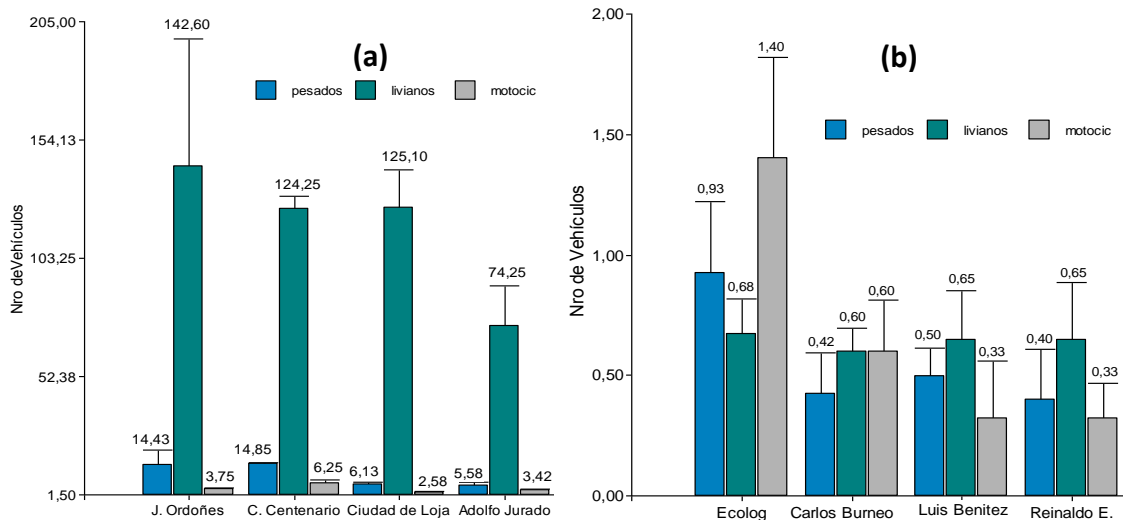 (a)
Nro deVehículos
205,00
154,13
103,25
52,38
1,50
pesados livianos motocic
14,43 142,60 3,75
14,85 124,25 6,25
6,13 125,10 2,58
5,58 74,25 3,42
J. Ordoñes C. Centenario Ciudad de Loja Adolfo Jurado
(b)
Nro de Vehículos
2,00
1,50
1,00
0,50
0,00
pesados livianos motocic
0,93 0,68 1,40
0,42 0,60 0,60
0,50 0,65 0,33
0,40 0,65 0,33
Ecolog Carlos Burneo Luis Benitez Reinaldo E.